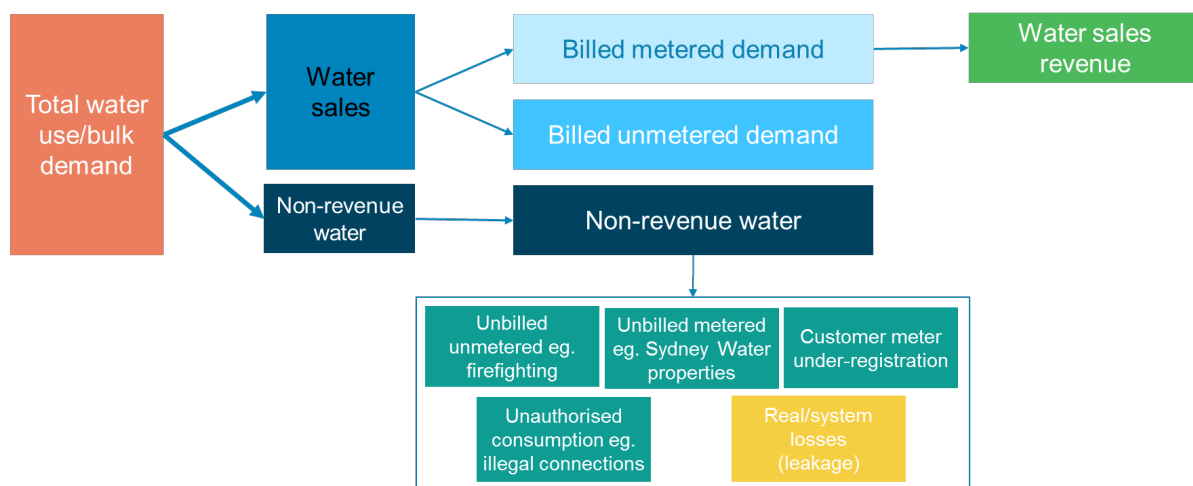 Total water
use/bulk
demand
Water
sales
Non-revenue
water
Billed metered demand
Billed unmetered demand
Non-revenue water
Water sales
revenue
Unbilled
unmetered eg.
firefighting
Unbilled metered
eg. Sydney Water
properties
Customer meter
under-registration
Unauthorised
consumption eg.
illegal connections
Real/system
losses
(leakage)